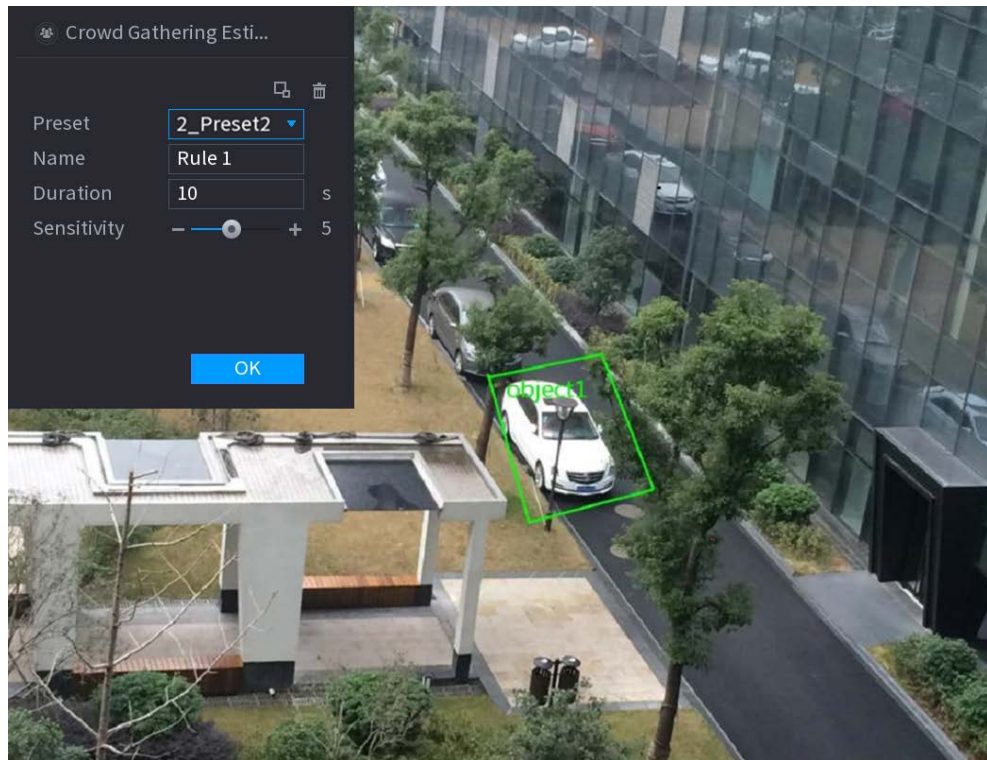 Crowd Gathering Esti...
Preset 2_Preset2
Name Rule 1
Duration 10 s
Sensitivity 5
OK
object1